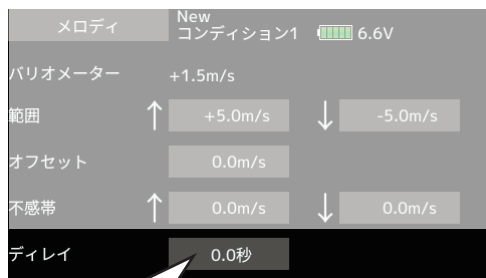 メロディ
New
コンディション1 6.6V
バリオメーター +1.5m/s
範囲 ↑ +5.0m/s ↓ -5.0m/s
オフセット 0.0m/s
不感帯 ↑ 0.0m/s ↓ 0.0m/s
ディレイ 0.0秒